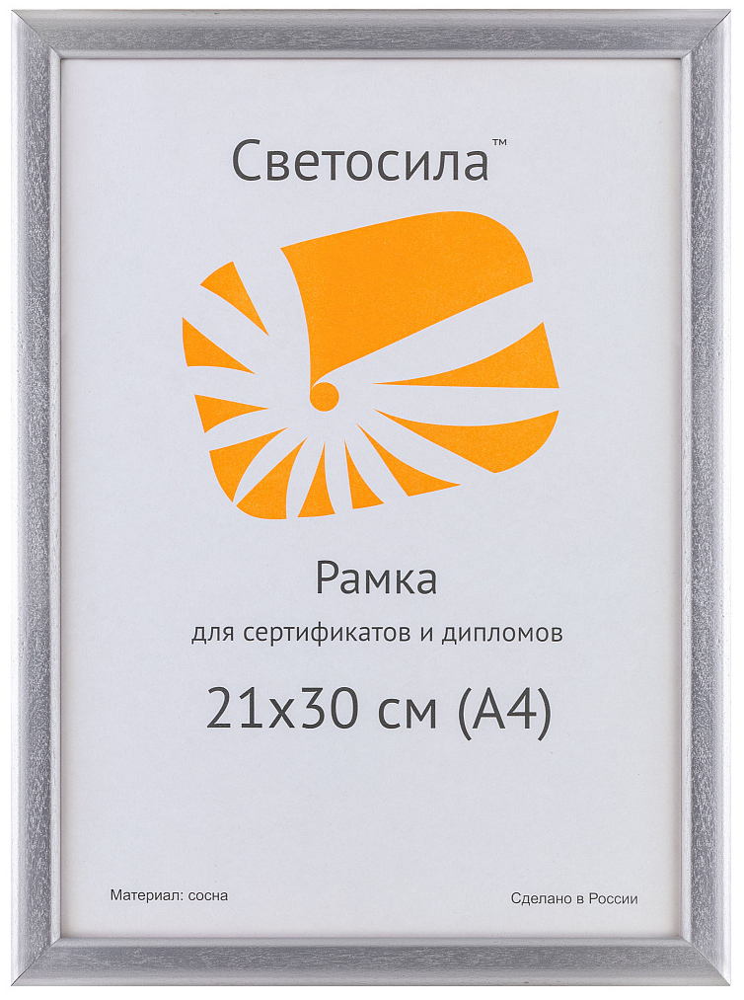 Светосила™
Рамка
для сертификатов и дипломов
21x30 см (А4)
Материал: сосна
Сделано в России